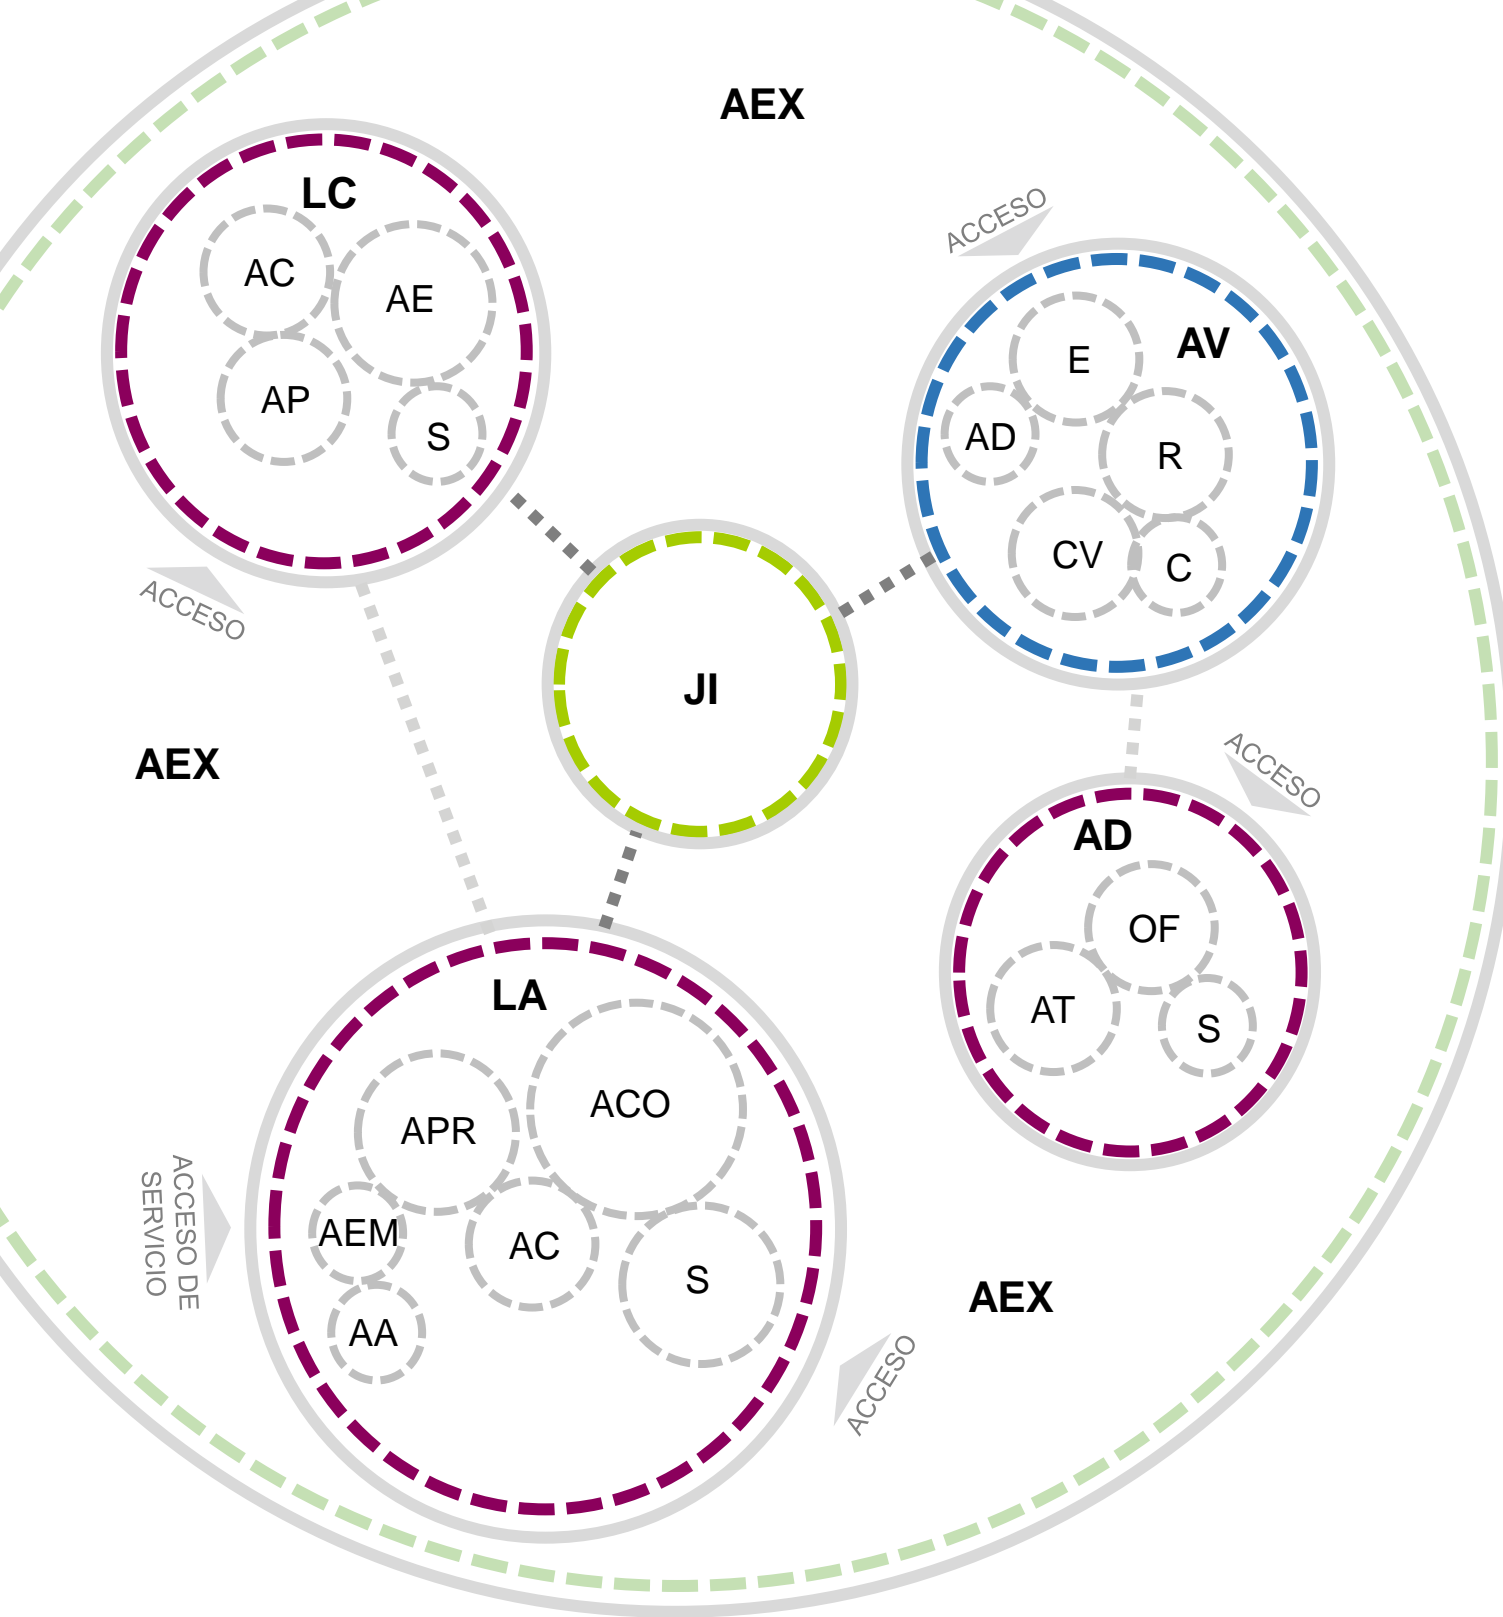 AEX
LC
AC
AE
AP
S
ACCESO
ACCESO
AV
E
AD
R
CV
C
JI
AEX
ACCESO
AD
OF
AT
S
LA
ACO
APR
AEM
AC
S
AA
ACCESO DE
SERVICIO
AEX
ACCESO